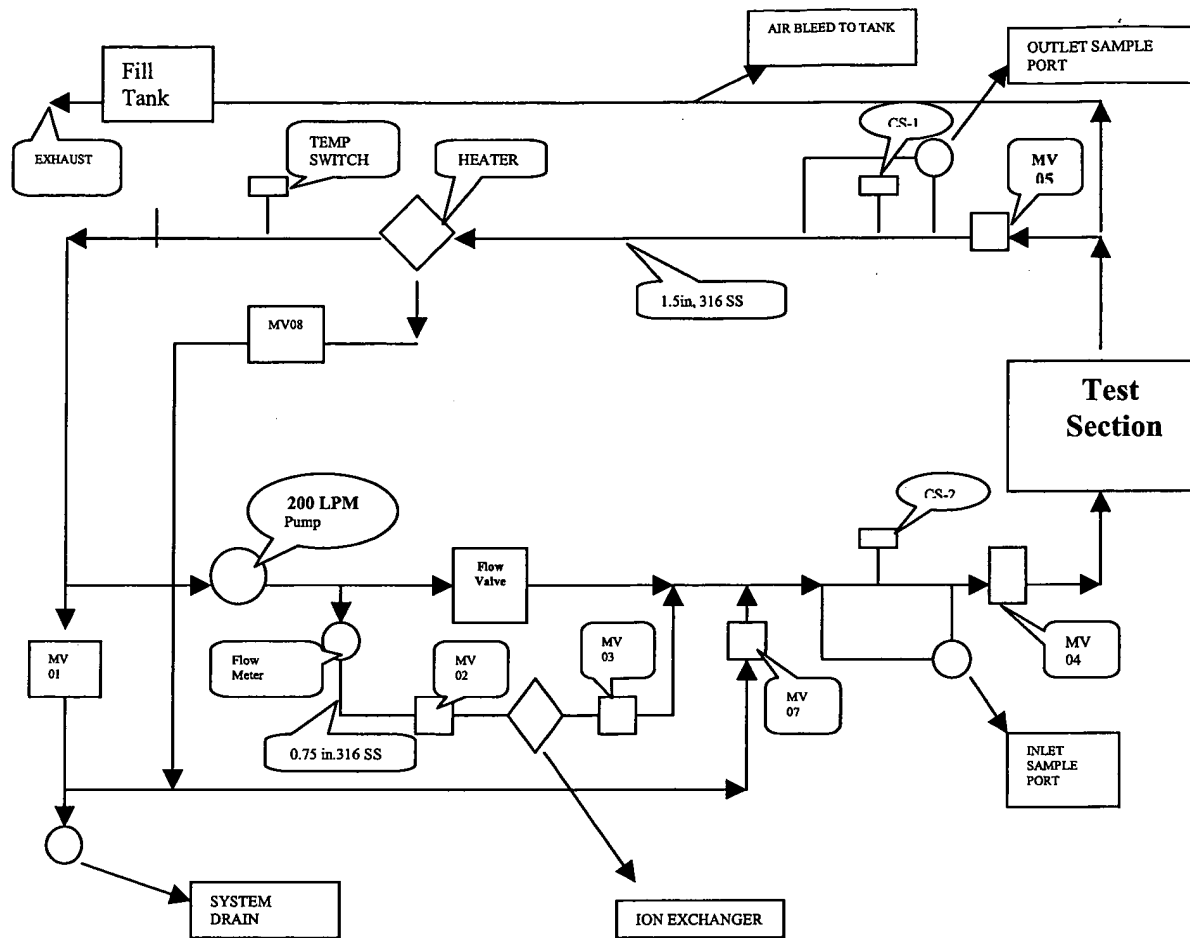 AIR BLEED TO TANK
OUTLET SAMPLE
PORT
Fill
Tank
CS-1
EXHAUST
TEMP
SWITCH
HEATER
MV
05
1.5in, 316 SS
MV08
Test
Section
200 LPM
Pump
CS-2
Flow
Valve
MV
01
Flow
Meter
MV
02
MV
03
MV
07
MV
04
0.75 in.316 SS
INLET
SAMPLE
PORT
SYSTEM
DRAIN
ION EXCHANGER